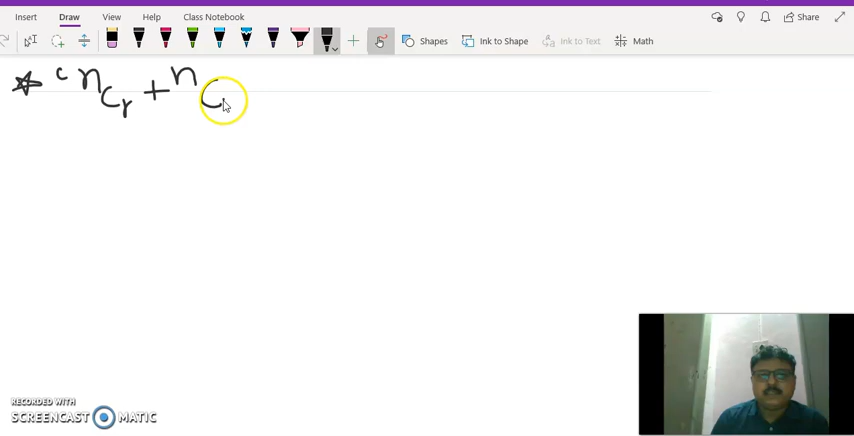 Insert Draw View Help Class Notebook Share
Shapes Ink to Shape Ink to Text Math
☆ c nCr + nC
RECORDED WITH
SCREENCAST MATIC